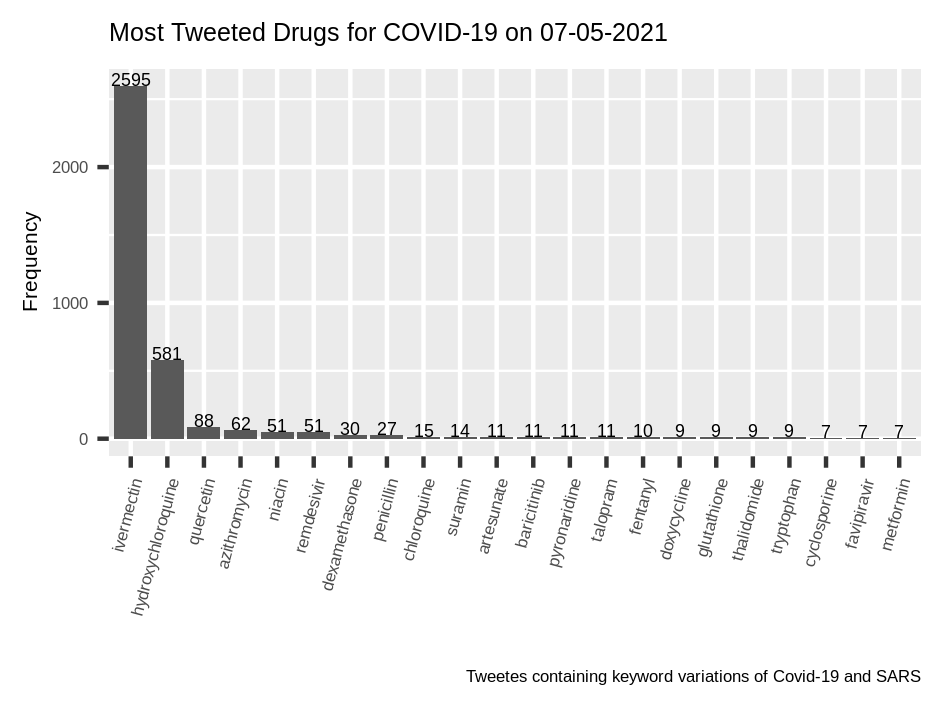 Most Tweeted Drugs for COVID-19 on 07-05-2021
Frequency
2000
1000
0
2595
581
88
62
51
51
30
27
15
14
11
11
11
11
10
9
9
9
9
7
7
7
ivermectin
hydroxychloroquine
quercetin
azithromycin
niacin
remdesivir
dexamethasone
penicillin
chloroquine
suramin
artesunate
baricitinib
pyronaridine
talopram
fentanyl
doxycycline
glutathione
thalidomide
tryptophan
cyclosporine
favipiravir
metformin
Tweetes containing keyword variations of Covid-19 and SARS